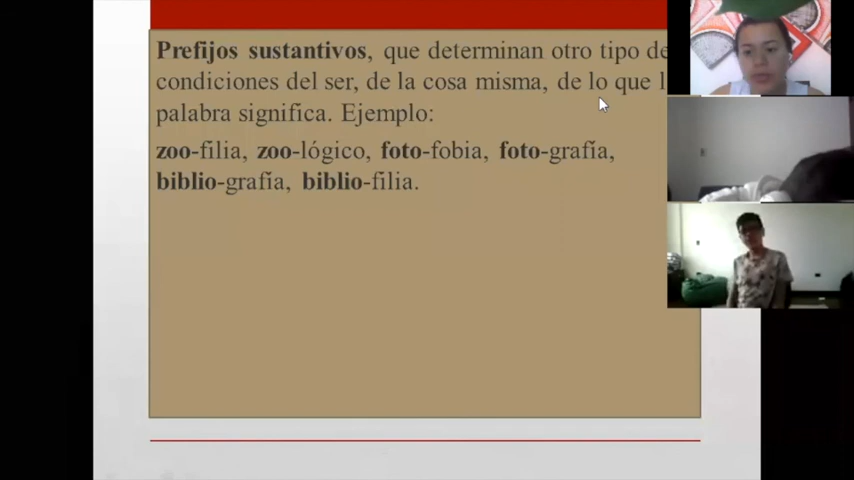 Prefijos sustantivos, que determinan otro tipo de
condiciones del ser, de la cosa misma, de lo que
palabra significa. Ejemplo:
zoo-filia, zoo-lógico, foto-fobia, foto-grafía,
biblio-grafía, biblio-filia.